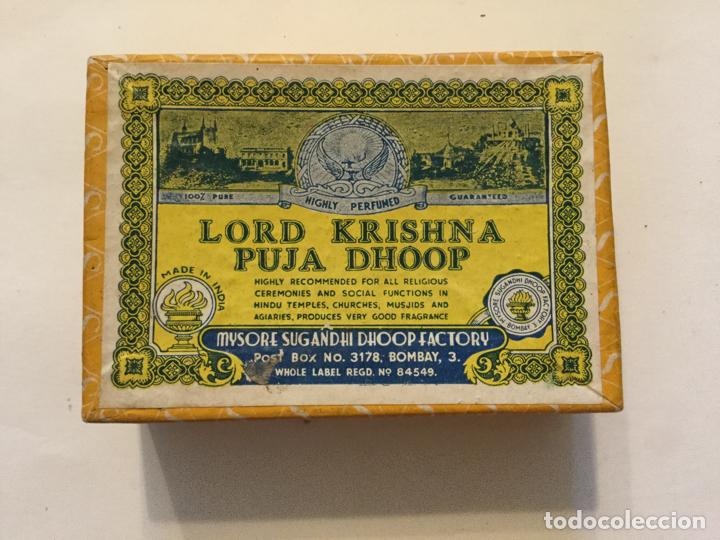 100% PURE
HIGHLY PERFUMED
GUARANTEED
LORD KRISHNA
PUJA DHOOP
MADE IN INDIA
HIGHLY RECOMMENDED FOR ALL RELIGIOUS
CEREMONIES AND SOCIAL FUNCTIONS IN
HINDU TEMPLES, CHURCHES, MUSJIDS AND
AGIARIES, PRODUCES VERY GOOD FRAGRANCE
MYSORE SUGANDHI DHOOP FACTORY
BOMBAY 3
MYSORE SUGANDHI DHOOP FACTORY
POST BOX NO. 3178, BOMBAY, 3.
WHOLE LABEL REGD. Nº 84549.
todocoleccion
todocoleccion.net